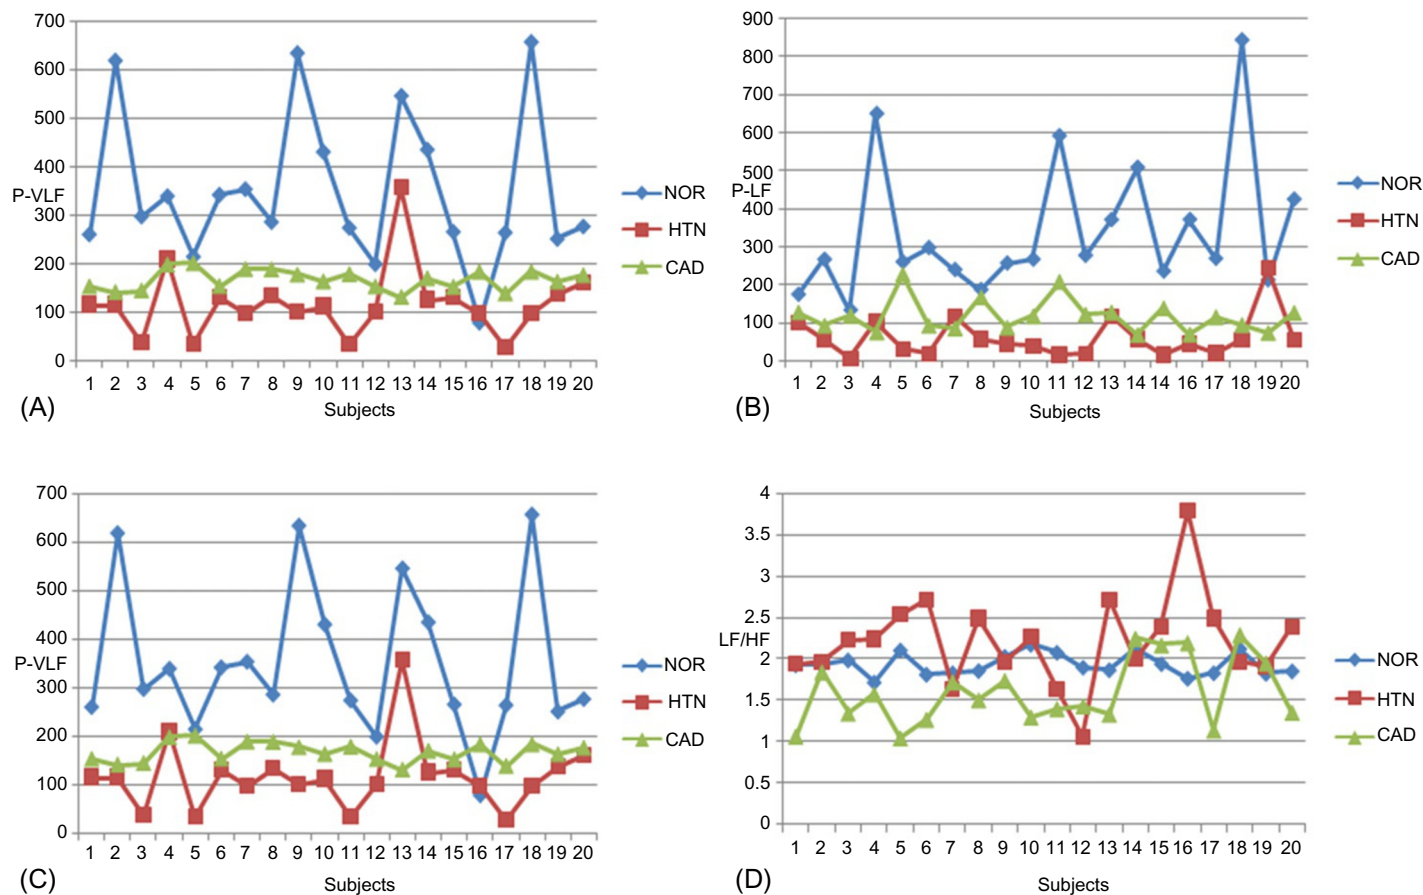 700
600
500
400
P-VLF
300
200
100
0
1 2 3 4 5 6 7 8 9 10 11 12 13 14 15 16 17 18 19 20
(A)
Subjects
NOR
HTN
CAD
900
800
700
600
500
P-LF
400
300
200
100
0
1 2 3 4 5 6 7 8 9 10 11 12 13 14 14 16 17 18 19 20
(B)
Subjects
NOR
HTN
CAD
700
600
500
400
P-VLF
300
200
100
0
1 2 3 4 5 6 7 8 9 10 11 12 13 14 15 16 17 18 19 20
(C)
Subjects
NOR
HTN
CAD
4
3.5
3
2.5
LF/HF
2
1.5
1
0.5
0
1 2 3 4 5 6 7 8 9 10 11 12 13 14 15 16 17 18 19 20
(D)
Subjects
NOR
HTN
CAD